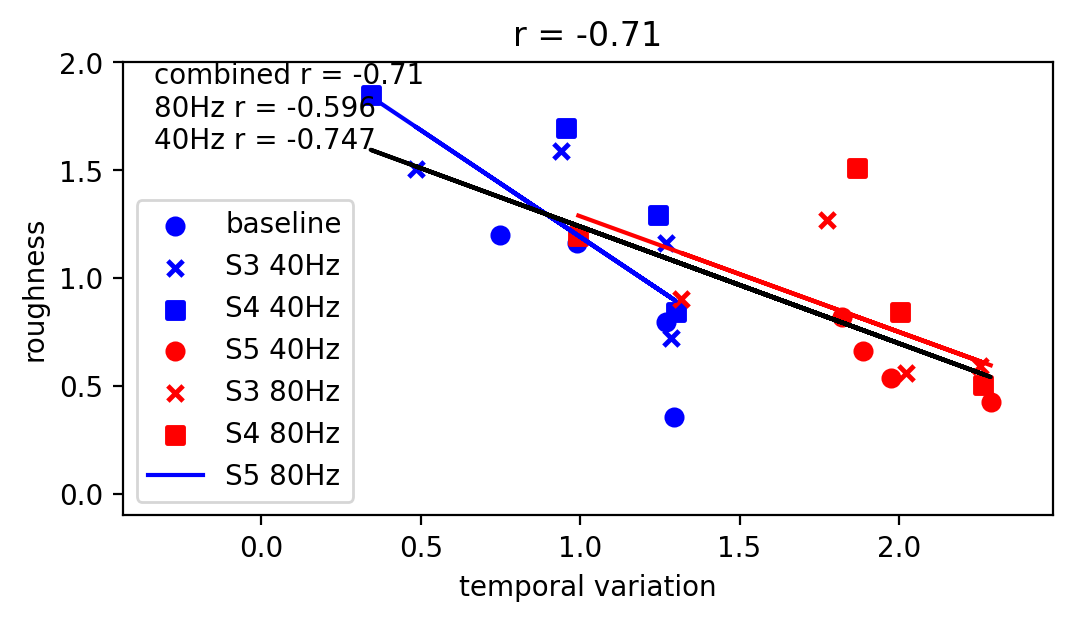 r = -0.71
combined r = -0.71
80Hz r = -0.596
40Hz r = -0.747
2.0
1.5
1.0
0.5
0.0
roughness
baseline
S3 40Hz
S4 40Hz
S5 40Hz
S3 80Hz
S4 80Hz
S5 80Hz
0.0 0.5 1.0 1.5 2.0
temporal variation